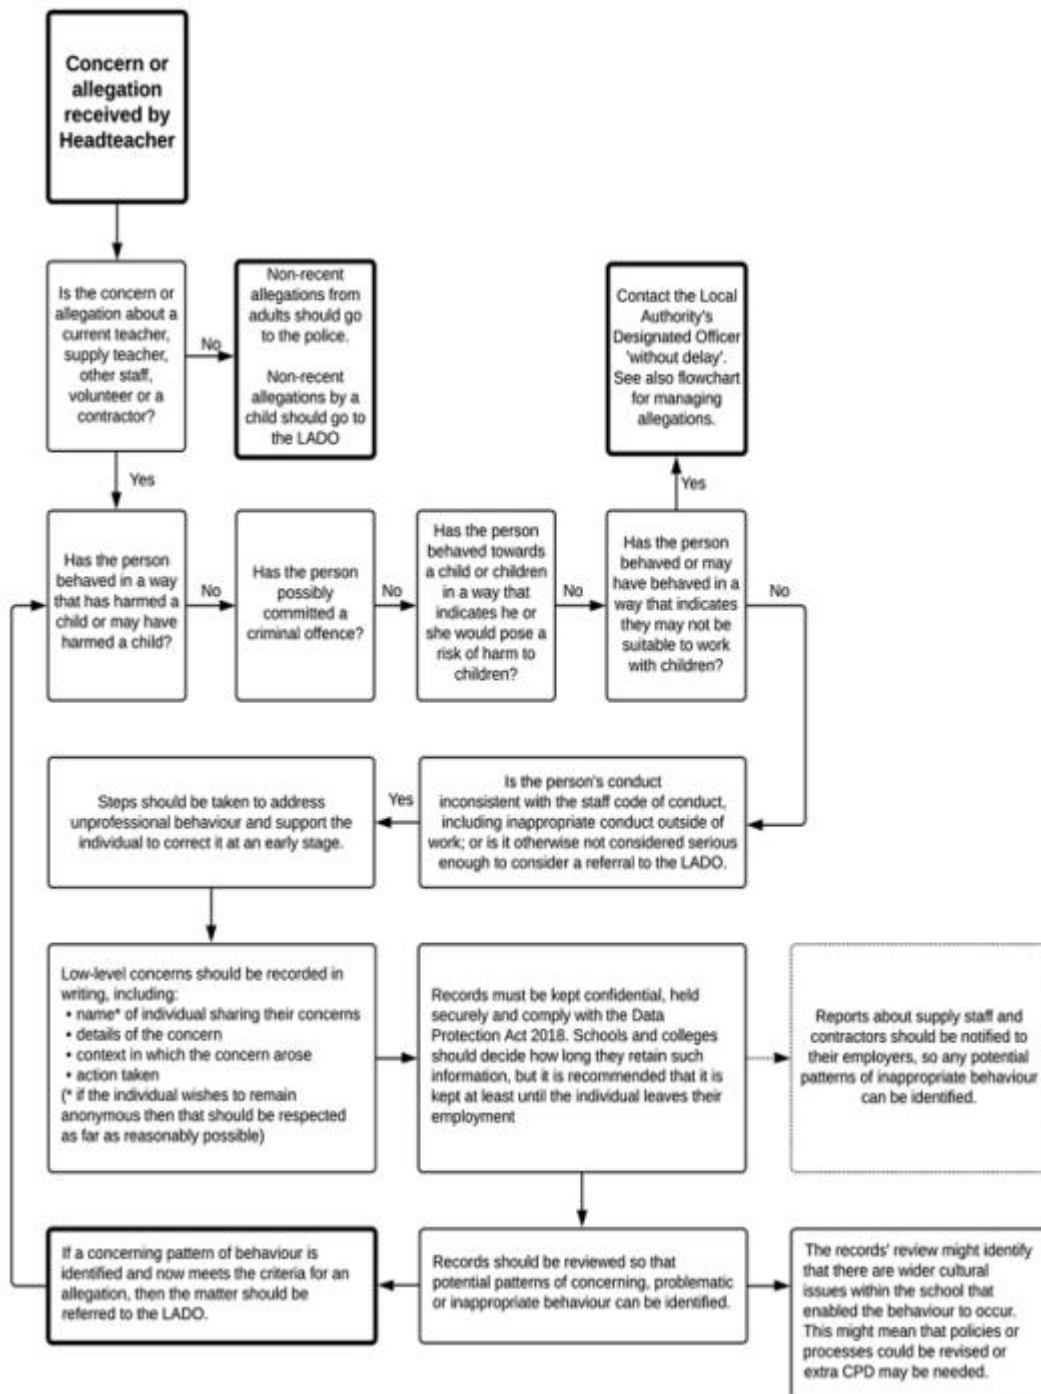 Concern or
allegation
received by
Headteacher
Is the concern or
allegation about a
current teacher,
supply teacher,
other staff,
volunteer or a
contractor?
No
Non-recent
allegations from
adults should go
to the police.
Non-recent
allegations by a
child should go to
the LADO
Contact the Local
Authority's
Designated Officer
'without delay'.
See also flowchart
for managing
allegations.
Yes
Yes
Has the person
behaved in a way
that has harmed a
child or may have
harmed a child?
No
Has the person
possibly
committed a
criminal offence?
No
Has the person
behaved towards
a child or children
in a way that
indicates he or
she would pose a
risk of harm to
children?
No
Has the person
behaved or may
have behaved in a
way that indicates
they may not be
suitable to work
with children?
No
Is the person's conduct
inconsistent with the staff code of conduct,
including inappropriate conduct outside of
work; or is it otherwise not considered serious
enough to consider a referral to the LADO.
Yes
Steps should be taken to address
unprofessional behaviour and support the
individual to correct it at an early stage.
Low-level concerns should be recorded in
writing, including:
• name* of individual sharing their concerns
• details of the concern
• context in which the concern arose
• action taken
(* if the individual wishes to remain
anonymous then that should be respected
as far as reasonably possible)
Records must be kept confidential, held
securely and comply with the Data
Protection Act 2018. Schools and colleges
should decide how long they retain such
information, but it is recommended that it is
kept at least until the individual leaves their
employment
Reports about supply staff and
contractors should be notified to
their employers, so any potential
patterns of inappropriate behaviour
can be identified.
If a concerning pattern of behaviour is
identified and now meets the criteria for an
allegation, then the matter should be
referred to the LADO.
Records should be reviewed so that
potential patterns of concerning, problematic
or inappropriate behaviour can be identified.
The records' review might identify
that there are wider cultural
issues within the school that
enabled the behaviour to occur.
This might mean that policies or
processes could be revised or
extra CPD may be needed.